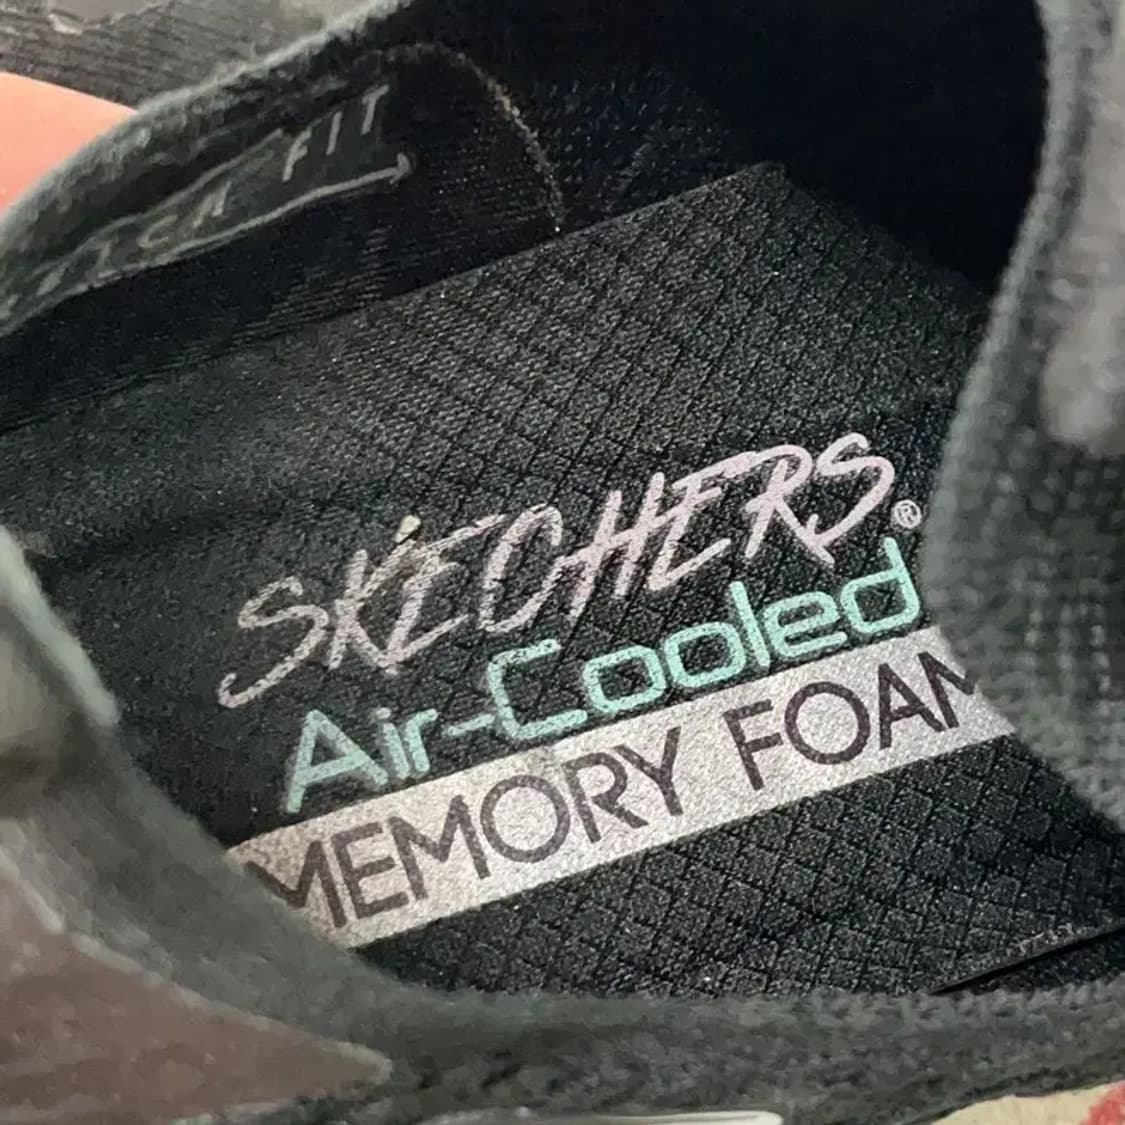 FIT
SKECHERS®
Air-Cooled
MEMORY FOAM